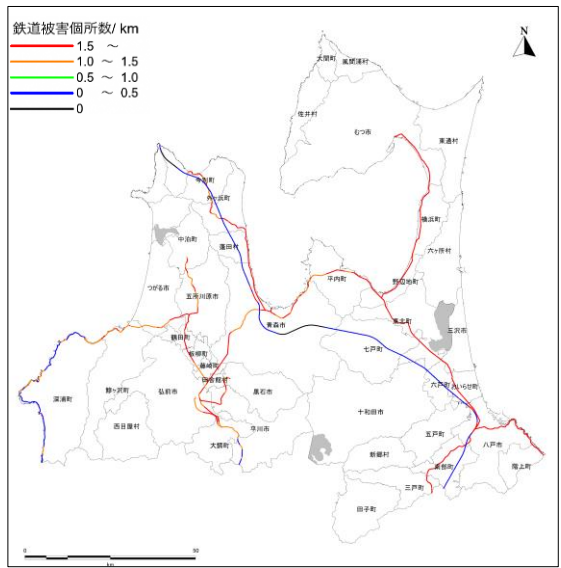 鉄道被害個所数/ km
1.5 ~
1.0 ~ 1.5
0.5 ~ 1.0
0 ~ 0.5
0
N
大間町
風間浦村
佐井村
むつ市
東通村
今別町
外ヶ浜町
横浜町
中泊町
蓬田村
六ヶ所村
平内町
野辺地町
つがる市
五所川原市
青森市
東北町
三沢市
鶴田町
板柳町
七戸町
藤崎町
田舎館村
六戸町
おいらせ町
深浦町
鰺ヶ沢町
弘前市
黒石市
十和田市
西目屋村
平川市
五戸町
大鰐町
八戸市
新郷村
南部町
階上町
三戸町
田子町
0
50
km